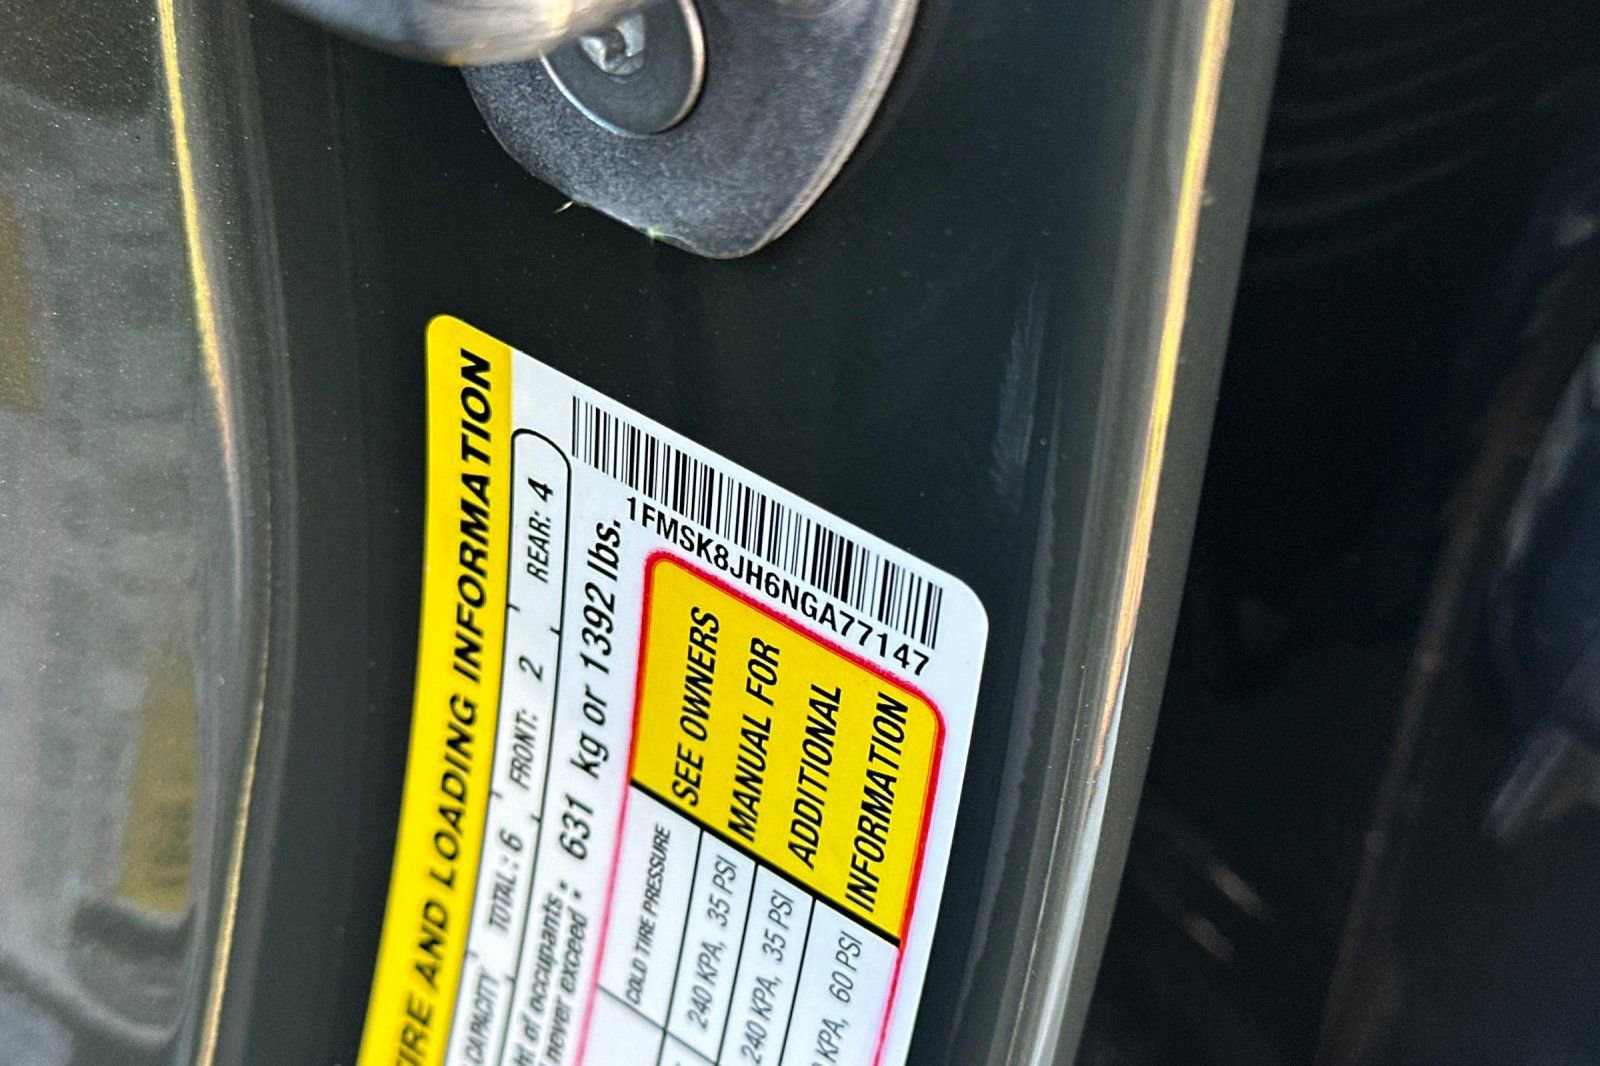 TIRE AND LOADING INFORMATION
CAPACITY TOTAL: 6 FRONT: 2 REAR: 4
of occupants
never exceed : 631 kg or 1392 lbs.
1FMSK8JH6NGA77147
COLD TIRE PRESSURE
240 KPA, 35 PSI
240 KPA, 35 PSI
KPA, 60 PSI
SEE OWNERS
MANUAL FOR
ADDITIONAL
INFORMATION